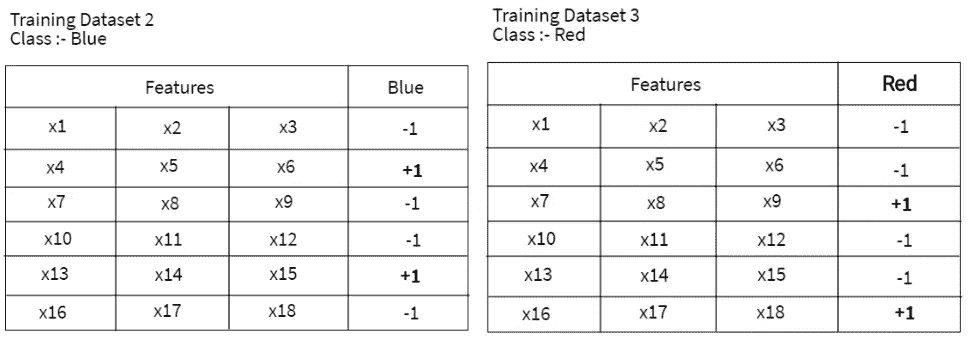 Training Dataset 2
Class :- Blue
Features Blue
x1 x2 x3 -1
x4 x5 x6 +1
x7 x8 x9 -1
x10 x11 x12 -1
x13 x14 x15 +1
x16 x17 x18 -1
Training Dataset 3
Class :- Red
Features Red
x1 x2 x3 -1
x4 x5 x6 -1
x7 x8 x9 +1
x10 x11 x12 -1
x13 x14 x15 -1
x16 x17 x18 +1